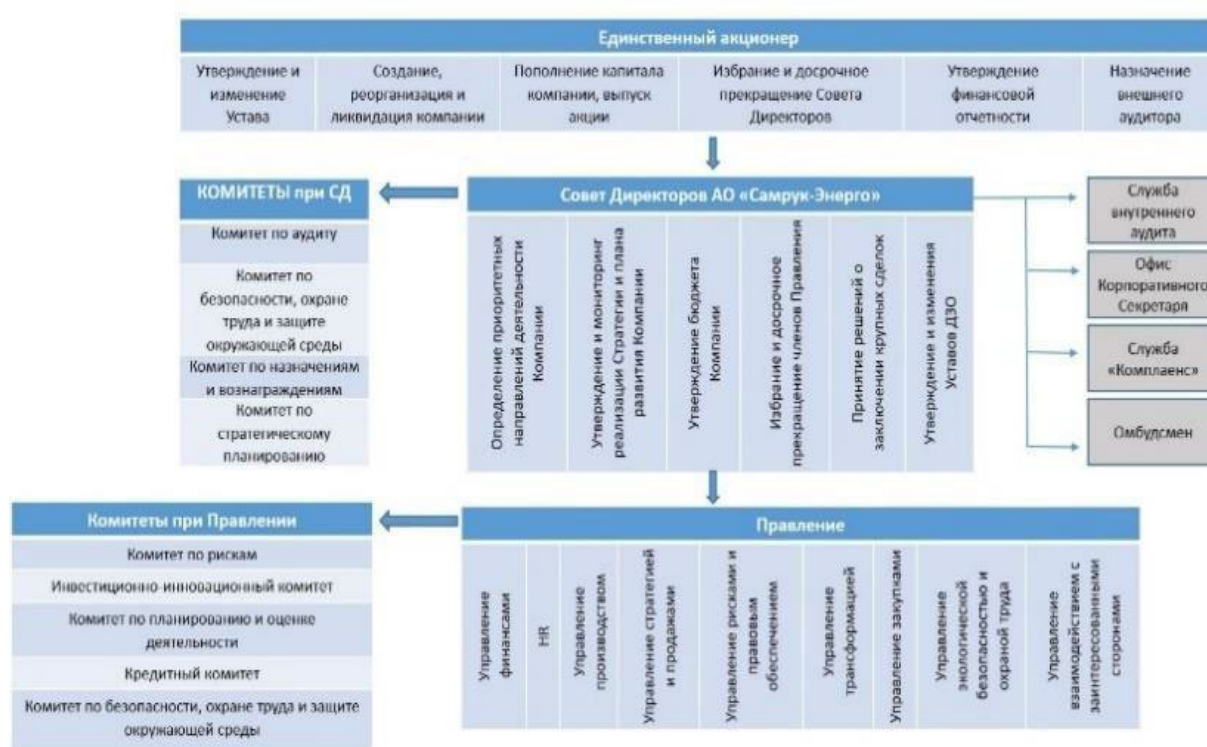 Единственный акционер
Утверждение и
изменение
Устава
Создание,
реорганизация и
ликвидация компании
Пополнение капитала
компании, выпуск
акции
Избрание и досрочное
прекращение Совета
Директоров
Утверждение
финансовой
отчетности
Назначение
внешнего
аудитора
КОМИТЕТЫ при СД
Комитет по аудиту
Комитет по
безопасности, охране
труда и защите
окружающей среды
Комитет по назначениям
и вознаграждениям
Комитет по
стратегическому
планированию
Совет Директоров АО «Самрук-Энерго»
Определение приоритетных
направлений деятельности
Компании
Утверждение и мониторинг
реализации Стратегии и плана
развития Компании
Утверждение бюджета
Компании
Избрание и досрочное
прекращение членов Правления
Принятие решений о
заключении крупных сделок
Утверждение и изменения
Уставов ДЗО
Служба
внутреннего
аудита
Офис
Корпоративного
Секретаря
Служба
«Комплаенс»
Омбудсмен
Комитеты при Правлении
Комитет по рискам
Инвестиционно-инновационный комитет
Комитет по планированию и оценке
деятельности
Кредитный комитет
Комитет по безопасности, охране труда и защите
окружающей среды
Правление
Управление
финансами
HR
Управление
производством
Управление стратегией
и продажами
Управление рисками и
правовым
обеспечением
Управление
трансформацией
Управление закупками
Управление
экологической
безопасностью и
охраной труда
Управление
взаимодействием с
заинтересованными
сторонами